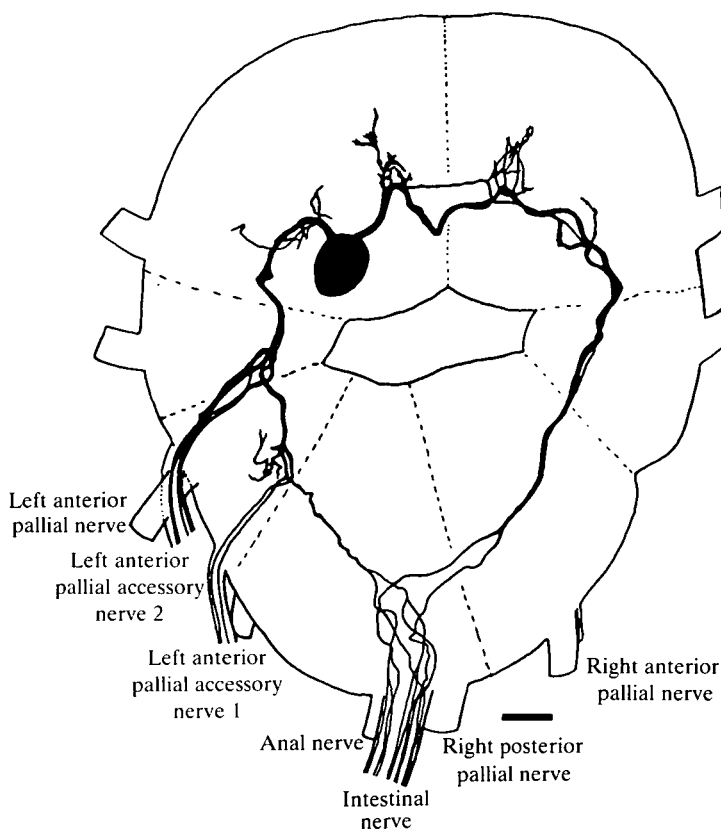 Left anterior
pallial nerve
Left anterior
pallial accessory
nerve 2
Left anterior
pallial accessory
nerve 1
Anal nerve
Intestinal
nerve
Right posterior
pallial nerve
Right anterior
pallial nerve